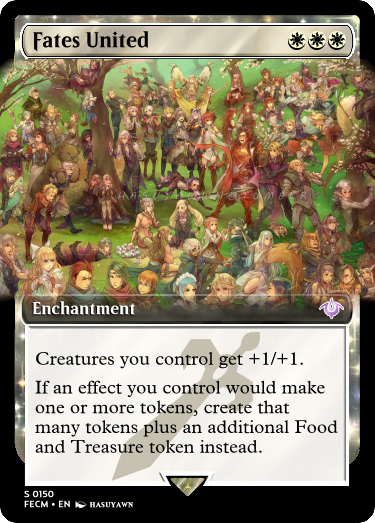 Fates United
Enchantment
Creatures you control get +1/+1.
If an effect you control would make
one or more tokens, create that
many tokens plus an additional Food
and Treasure token instead.
S 0150
FECM • EN HASUYAWN